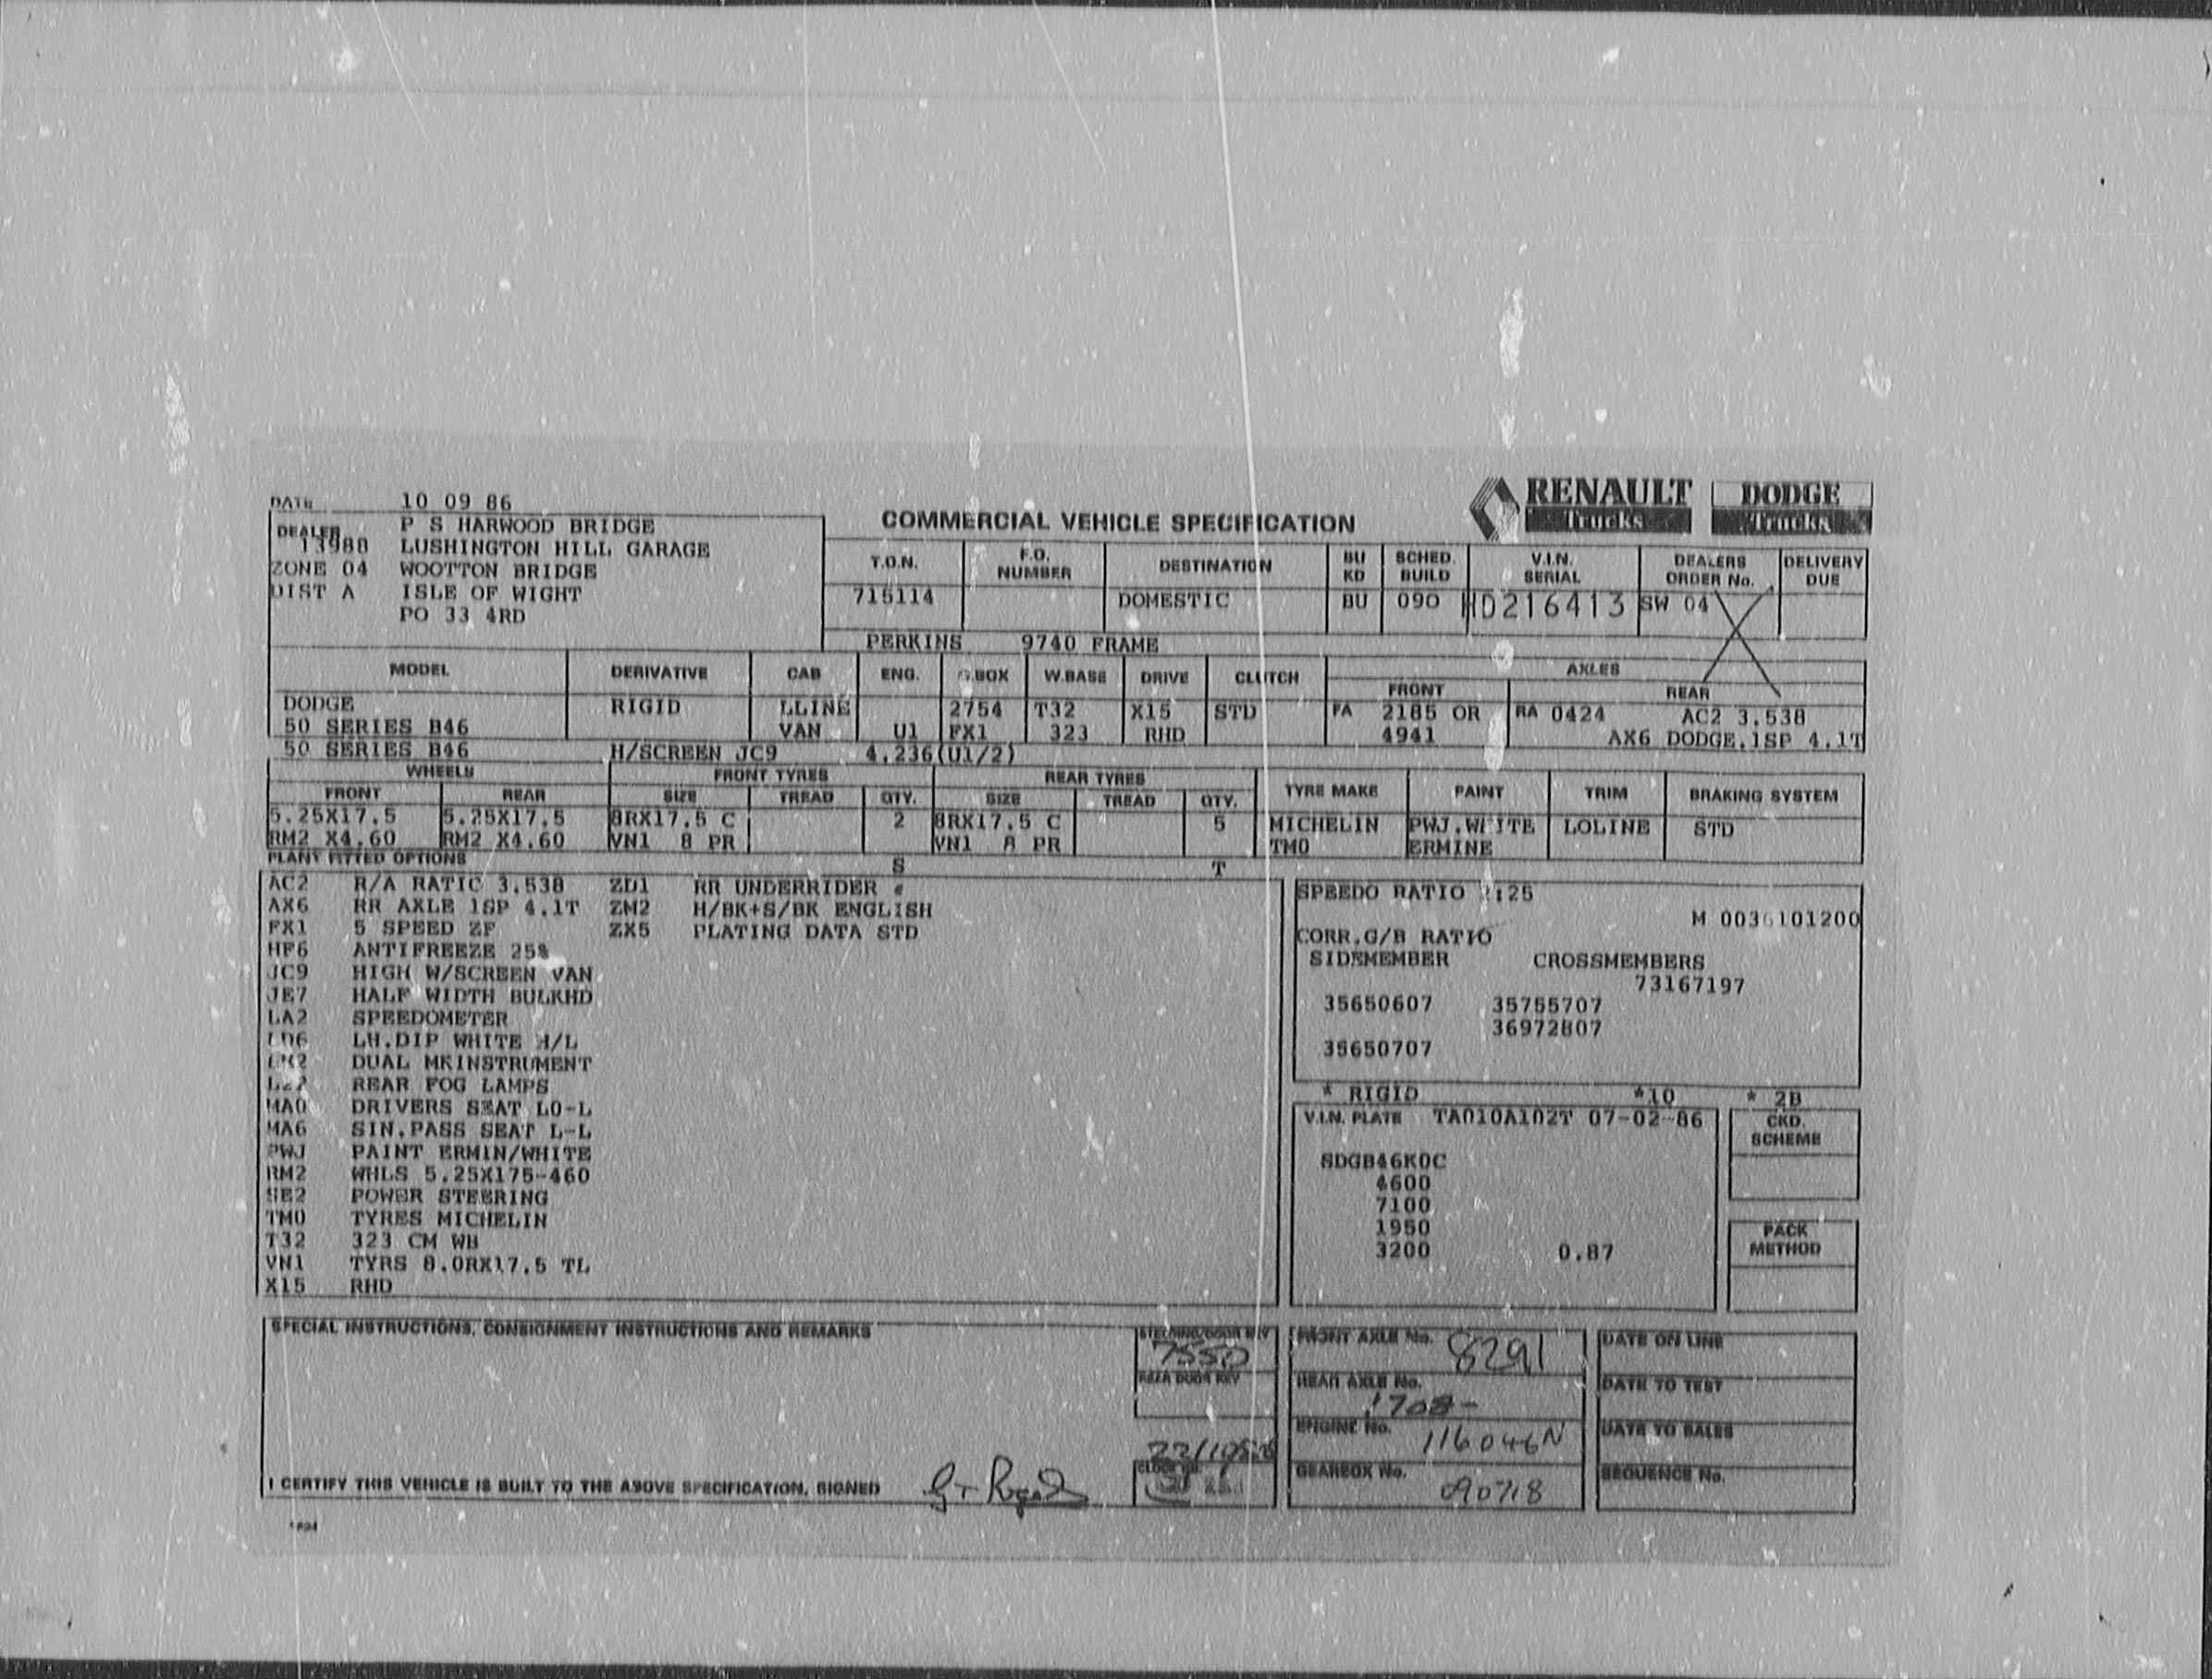 DATE 10 09 86
DEALER P S HARWOOD BRIDGE
13988 LUSHINGTON HILL GARAGE
ZONE 04 WOOTTON BRIDGE
DIST A ISLE OF WIGHT
PO 33 4RD
COMMERCIAL VEHICLE SPECIFICATION
RENAULT Trucks DODGE Trucks
T.O.N. F.O. NUMBER DESTINATION BU KD SCHED. BUILD V.I.N. SERIAL DEALERS ORDER No. DELIVERY DUE
715114 DOMESTIC BU 090 HD216413 SW 04
PERKINS 9740 FRAME
MODEL DERIVATIVE CAB ENG. G.BOX W.BASE DRIVE CLUTCH AXLES
FRONT REAR
DODGE RIGID LLINE 2754 T32 X15 STD FA 2185 OR RA 0424 AC2 3.538
50 SERIES B46 VAN U1 FX1 323 RHD 4941 AX6 DODGE.1SP 4.1T
50 SERIES B46 H/SCREEN JC9 4.236(U1/2)
WHEELS FRONT TYRES REAR TYRES TYRE MAKE PAINT TRIM BRAKING SYSTEM
FRONT REAR SIZE TREAD QTY. SIZE TREAD QTY.
5.25X17.5 5.25X17.5 8RX17.5 C 2 8RX17.5 C 5 MICHELIN PWJ.WHITE LOLINE STD
RM2 X4.60 RM2 X4.60 VN1 8 PR VN1 8 PR TM0 ERMINE
PLANT FITTED OPTIONS S T
AC2 R/A RATIO 3.538 ZD1 RR UNDERRIDER
AX6 RR AXLE 1SP 4.1T ZM2 H/BK+S/BK ENGLISH
FX1 5 SPEED ZF ZX5 PLATING DATA STD
HF6 ANTIFREEZE 25%
JC9 HIGH W/SCREEN VAN
JE7 HALF WIDTH BULKHD
LA2 SPEEDOMETER
LH.DIP WHITE H/L
DUAL MKINSTRUMENT
REAR FOG LAMPS
MA0 DRIVERS SEAT LO-L
MA6 SIN.PASS SEAT L-L
PWJ PAINT ERMIN/WHITE
RM2 WHLS 5.25X175-460
SE2 POWER STEERING
TM0 TYRES MICHELIN
T32 323 CM WB
VN1 TYRS 8.0RX17.5 TL
X15 RHD
SPEEDO RATIO :25
M 0036101200
CORR.G/B RATIO
SIDEMEMBER CROSSMEMBERS
73167197
35650607 35755707
36972807
35650707
* RIGID *10 * 2B
V.I.N. PLATE TA010A102T 07-02-86
CKD. SCHEME
SDGB46K0C
4600
7100
1950
3200 0.87
PACK METHOD
SPECIAL INSTRUCTIONS, CONSIGNMENT INSTRUCTIONS AND REMARKS
STEERING/DOOR KEY 755D
REAR DOOR KEY
FRONT AXLE No. 8291
REAR AXLE No. 1708-
ENGINE No. 116046N
GEARBOX No. 090718
DATE ON LINE
DATE TO TEST
DATE TO SALES
SEQUENCE No.
I CERTIFY THIS VEHICLE IS BUILT TO THE ABOVE SPECIFICATION, SIGNED